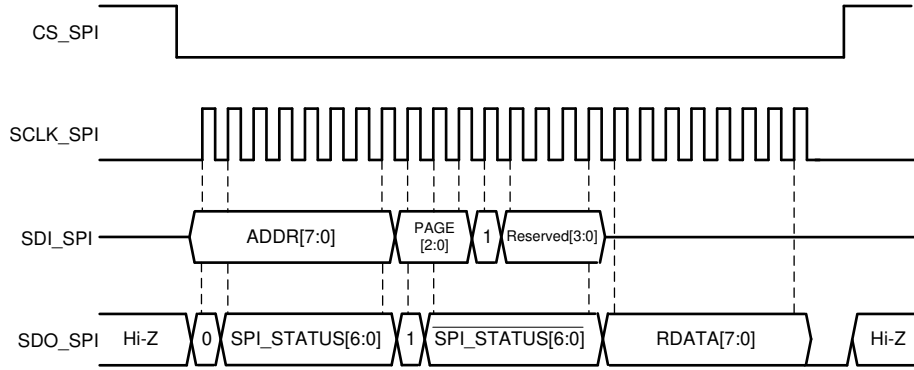 CS_SPI
SCLK_SPI
SDI_SPI
ADDR[7:0]
PAGE
[2:0]
1
Reserved[3:0]
SDO_SPI
Hi-Z
0
SPI_STATUS[6:0]
1
SPI_STATUS[6:0]
RDATA[7:0]
Hi-Z